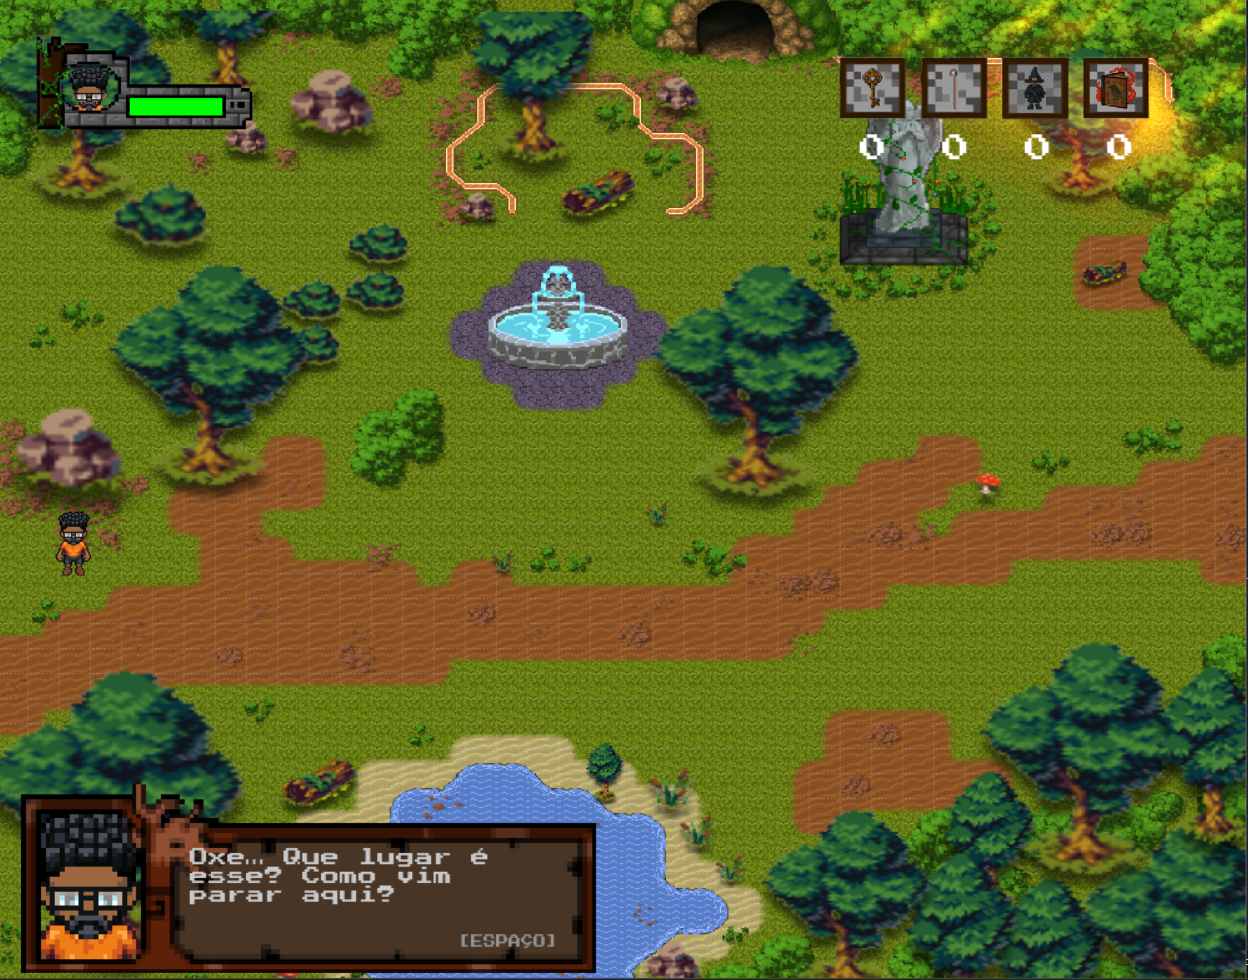 0 0 0 0
Oxe... Que lugar é
esse? Como vim
parar aqui?
[ESPAÇO]